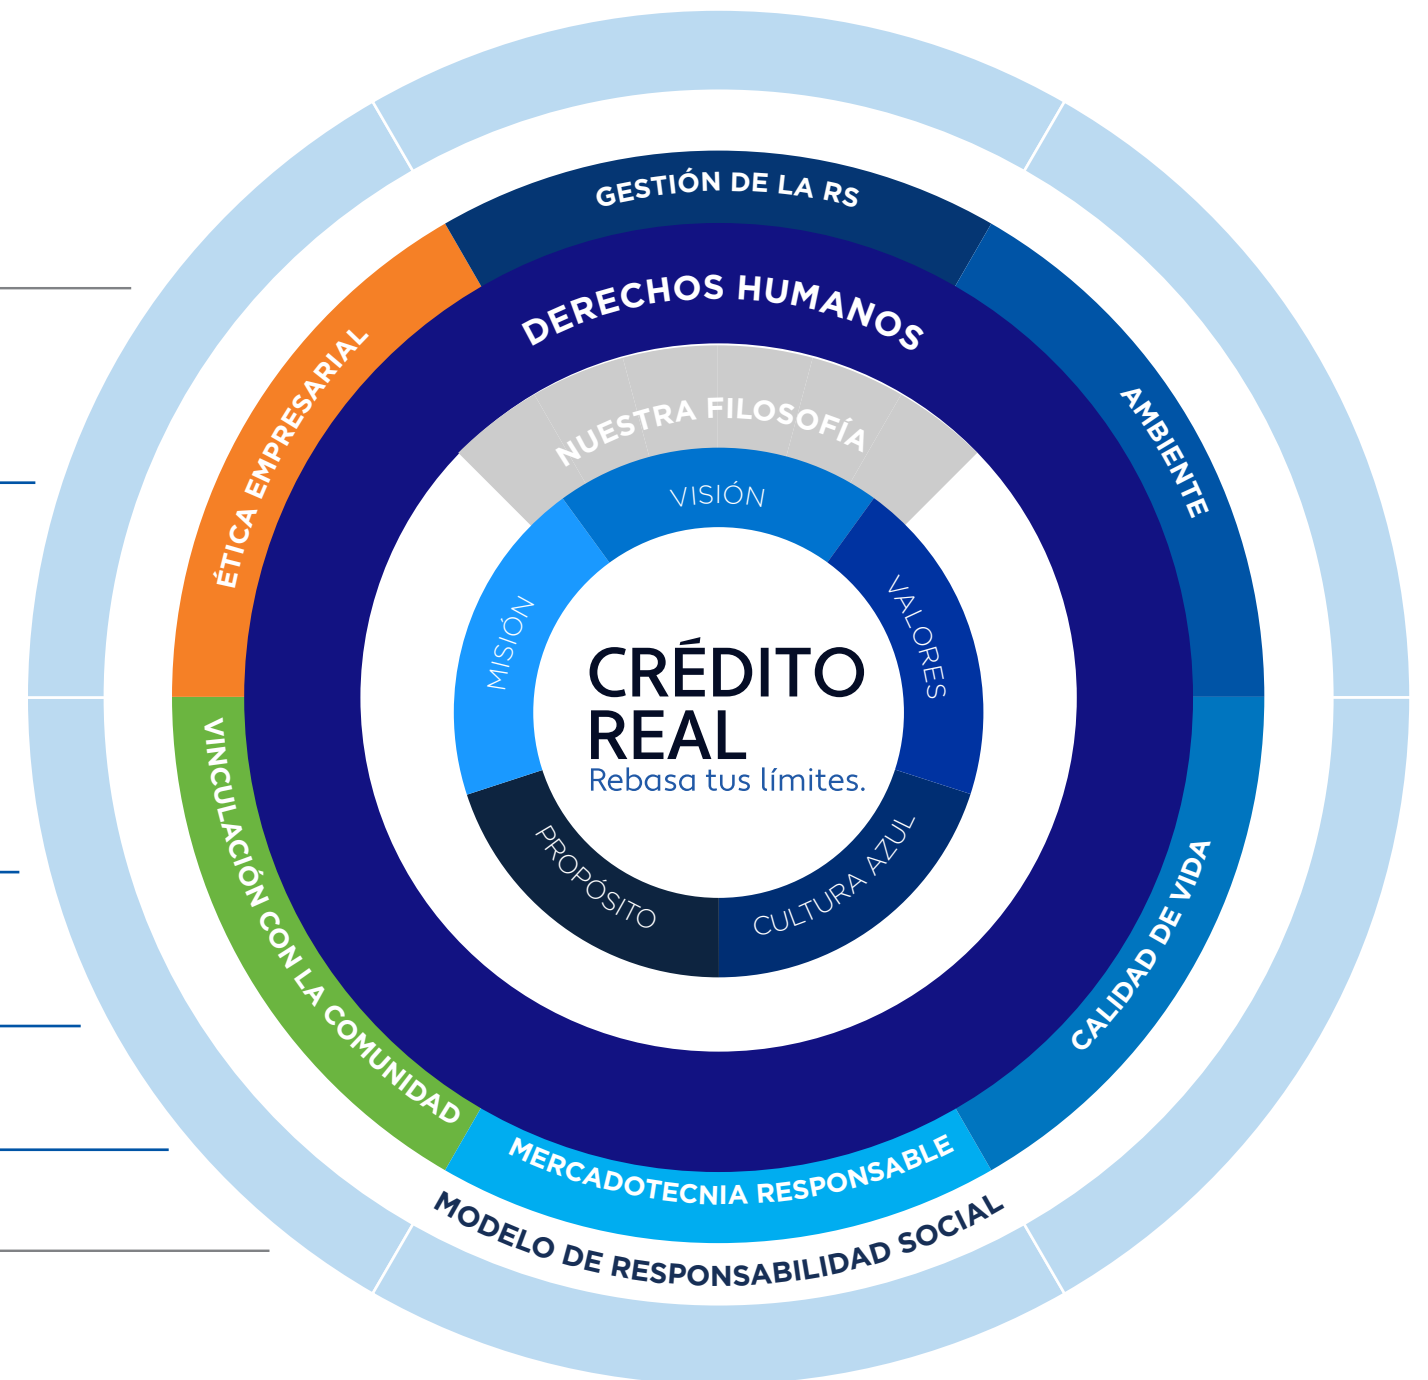 GESTIÓN DE LA RS
DERECHOS HUMANOS
NUESTRA FILOSOFÍA
VISIÓN
ÉTICA EMPRESARIAL
AMBIENTE
MISIÓN
VALORES
CRÉDITO
REAL
Rebasa tus límites.
PROPÓSITO
CULTURA AZUL
VINCULACIÓN CON LA COMUNIDAD
CALIDAD DE VIDA
MERCADOTECNIA RESPONSABLE
MODELO DE RESPONSABILIDAD SOCIAL